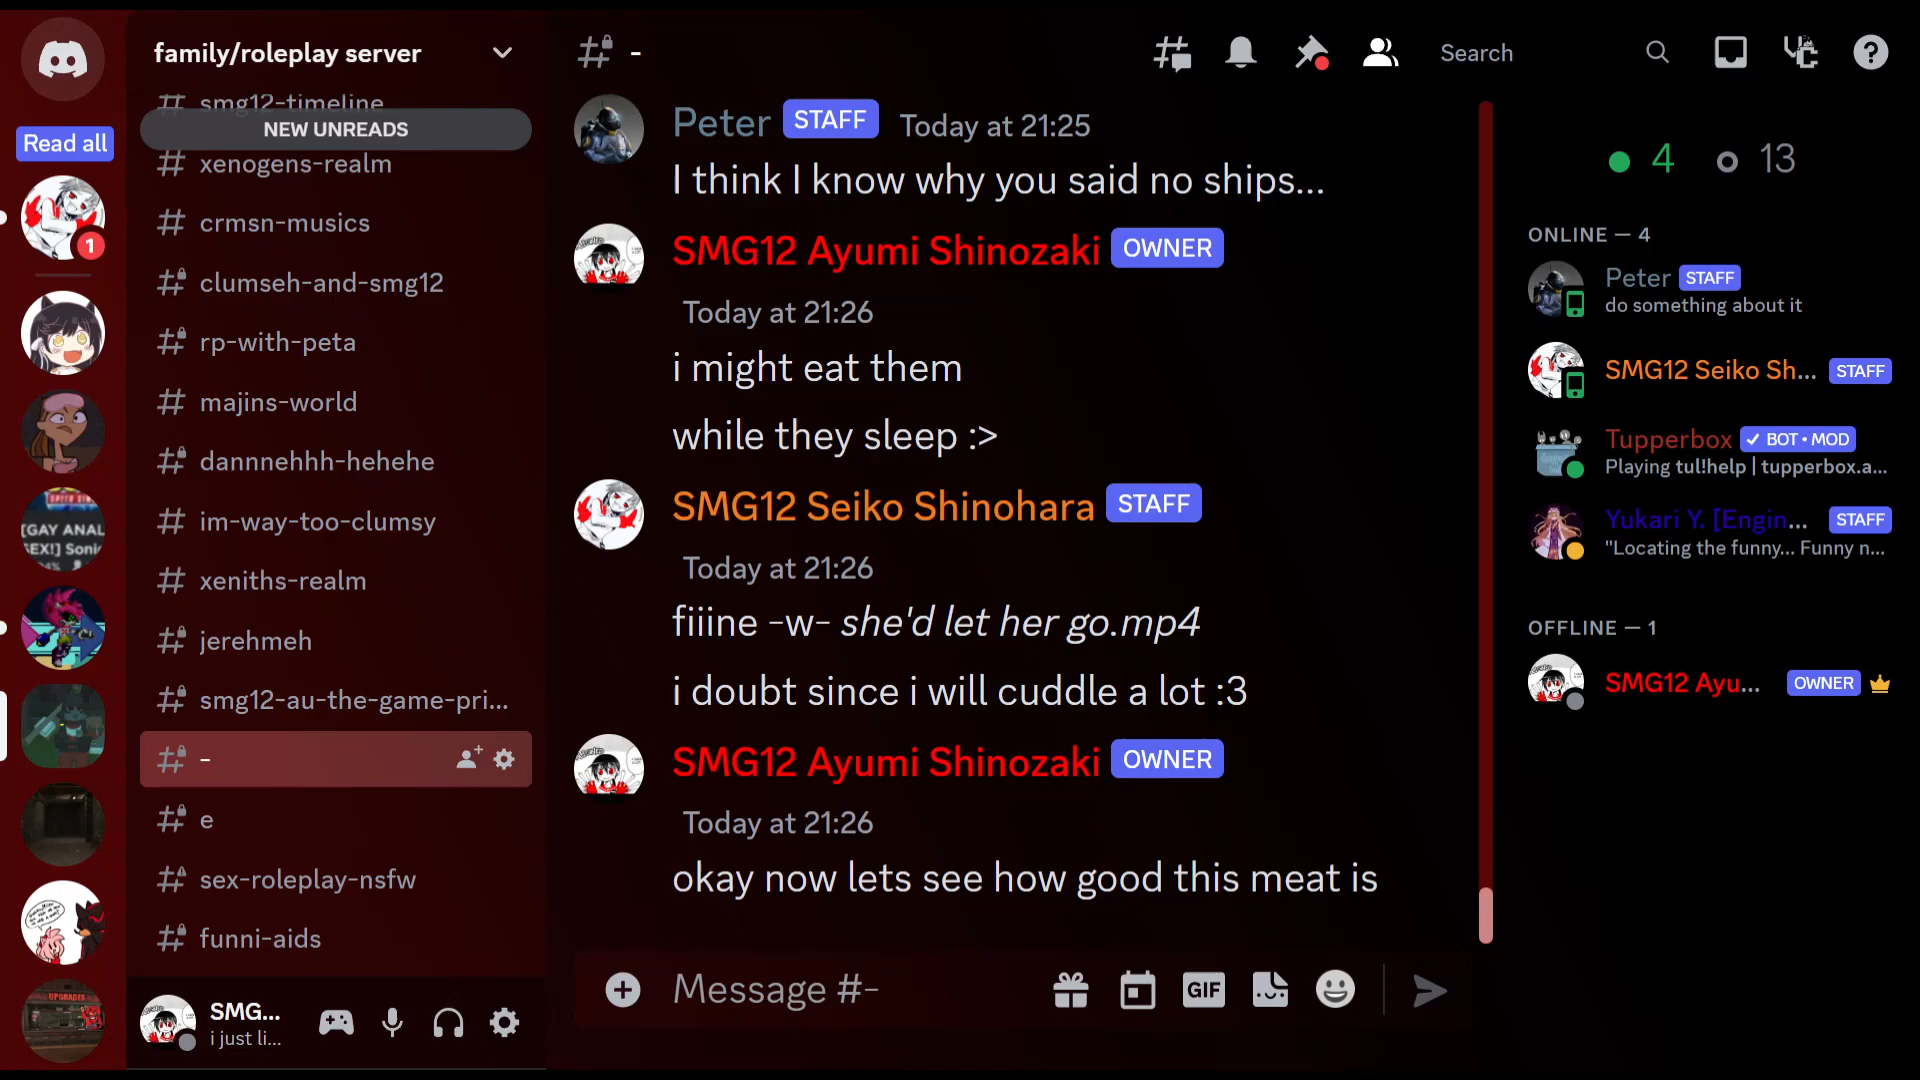 family/roleplay server
smg12-timeline
NEW UNREADS
Read all
xenogens-realm
crmsn-musics
1
clumseh-and-smg12
rp-with-peta
majins-world
dannnehhh-hehehe
im-way-too-clumsy
[GAY ANAL
xeniths-realm
jerehmeh
smg12-au-the-game-pri...
-
e
sex-roleplay-nsfw
funni-aids
UPGRADES
SMG...
i just li...
-
Search
Peter STAFF Today at 21:25
I think I know why you said no ships...
SMG12 Ayumi Shinozaki OWNER
Today at 21:26
i might eat them
while they sleep :>
SMG12 Seiko Shinohara STAFF
Today at 21:26
fiiine -w- she'd let her go.mp4
i doubt since i will cuddle a lot :3
SMG12 Ayumi Shinozaki OWNER
Today at 21:26
okay now lets see how good this meat is
Message #-
GIF
4 13
ONLINE — 4
Peter STAFF
do something about it
SMG12 Seiko Sh... STAFF
Tupperbox ✓ BOT • MOD
Playing tul!help | tupperbox.a...
Yukari Y. [Engin... STAFF
"Locating the funny... Funny n...
OFFLINE — 1
SMG12 Ayu... OWNER